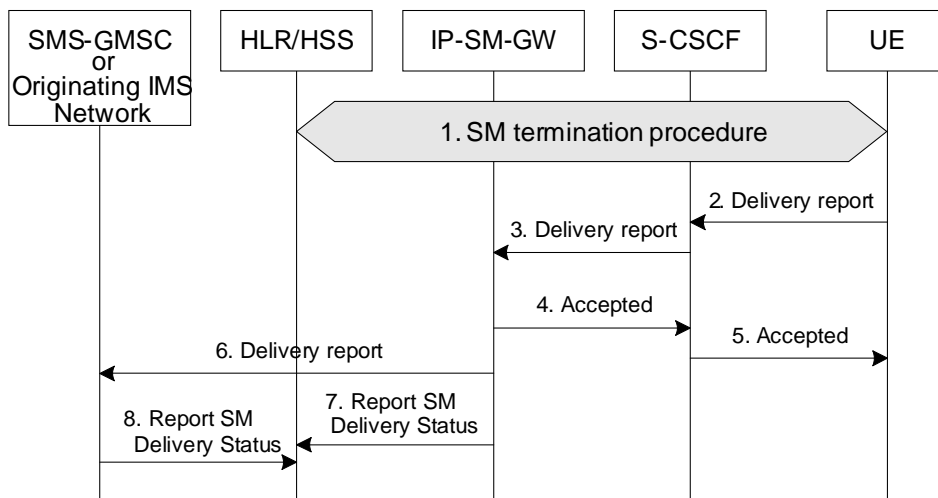 SMS-GMSC
or
Originating IMS
Network
HLR/HSS
IP-SM-GW
S-CSCF
UE
1. SM termination procedure
2. Delivery report
3. Delivery report
4. Accepted
5. Accepted
6. Delivery report
7. Report SM
Delivery Status
8. Report SM
Delivery Status